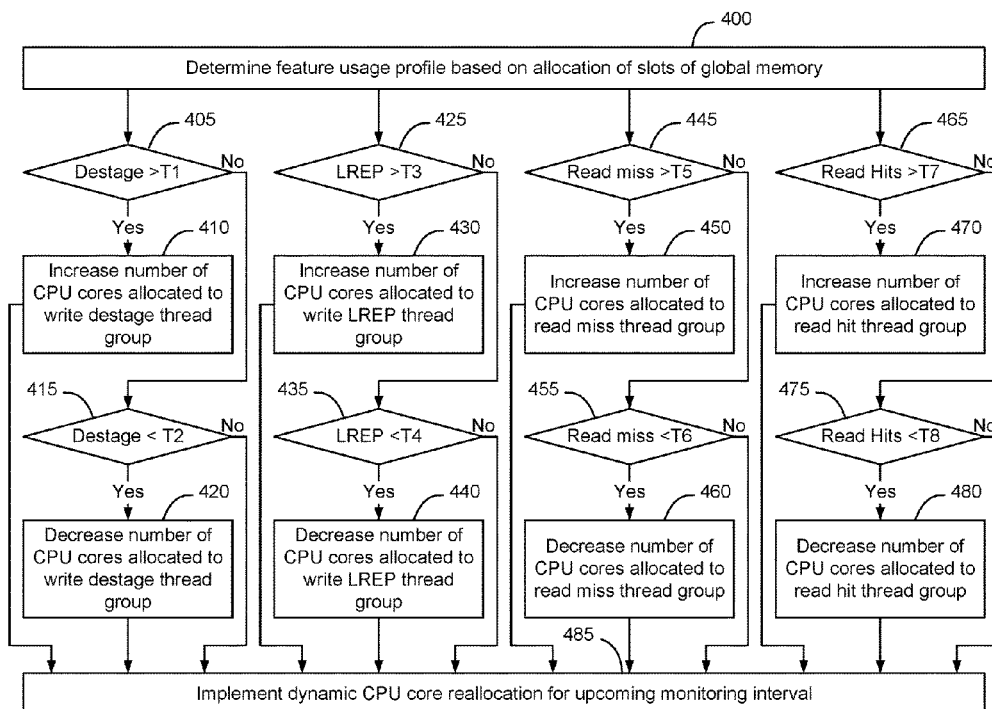 400
Determine feature usage profile based on allocation of slots of global memory
405
425
445
465
Destage >T1
No
LREP >T3
No
Read miss >T5
No
Read Hits >T7
No
Yes
410
Yes
430
Yes
450
Yes
470
Increase number of
CPU cores allocated to
write destage thread
group
Increase number of
CPU cores allocated to
write LREP thread
group
Increase number of
CPU cores allocated to
read miss thread group
Increase number of
CPU cores allocated to
read hit thread group
415
435
455
475
Destage < T2
No
LREP <T4
No
Read miss <T6
No
Read Hits <T8
No
Yes
420
Yes
440
Yes
460
Yes
480
Decrease number of
CPU cores allocated to
write destage thread
group
Decrease number of
CPU cores allocated to
write LREP thread
group
Decrease number of
CPU cores allocated to
read miss thread group
Decrease number of
CPU cores allocated to
read hit thread group
485
Implement dynamic CPU core reallocation for upcoming monitoring interval